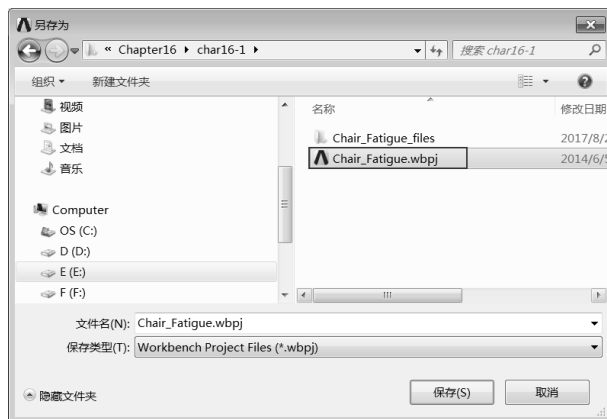 另存为
« Chapter16 ▸ char16-1 ▸
搜索 char16-1
组织 新建文件夹
视频
图片
文档
音乐
Computer
OS (C:)
D (D:)
E (E:)
F (F:)
名称 修改日期
Chair_Fatigue_files 2017/8/2
Chair_Fatigue.wbpj 2014/6/5
文件名(N): Chair_Fatigue.wbpj
保存类型(T): Workbench Project Files (*.wbpj)
隐藏文件夹 保存(S) 取消